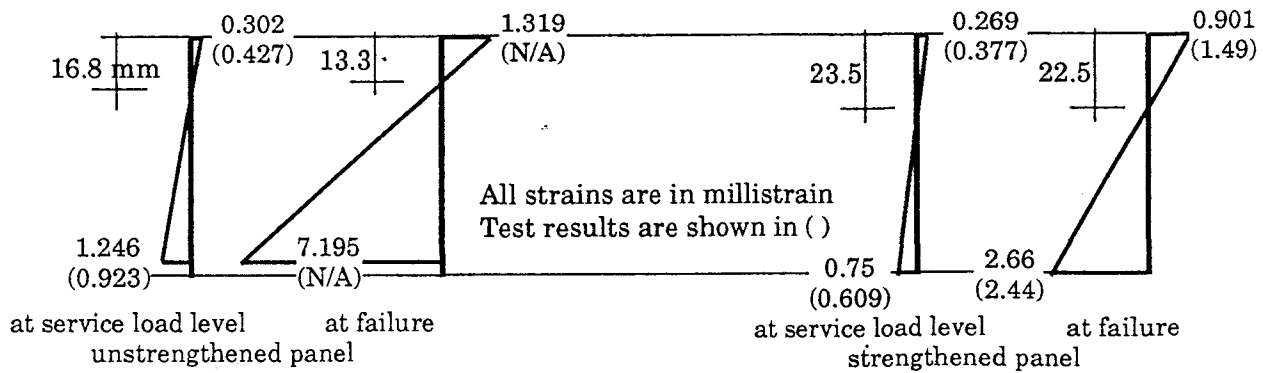 0.302
(0.427)
1.319
(N/A)
0.269
(0.377)
0.901
(1.49)
16.8 mm
13.3
23.5
22.5
All strains are in millistrain
Test results are shown in ( )
1.246
(0.923)
7.195
(N/A)
0.75
(0.609)
2.66
(2.44)
at service load level
at failure
unstrengthened panel
at service load level
at failure
strengthened panel